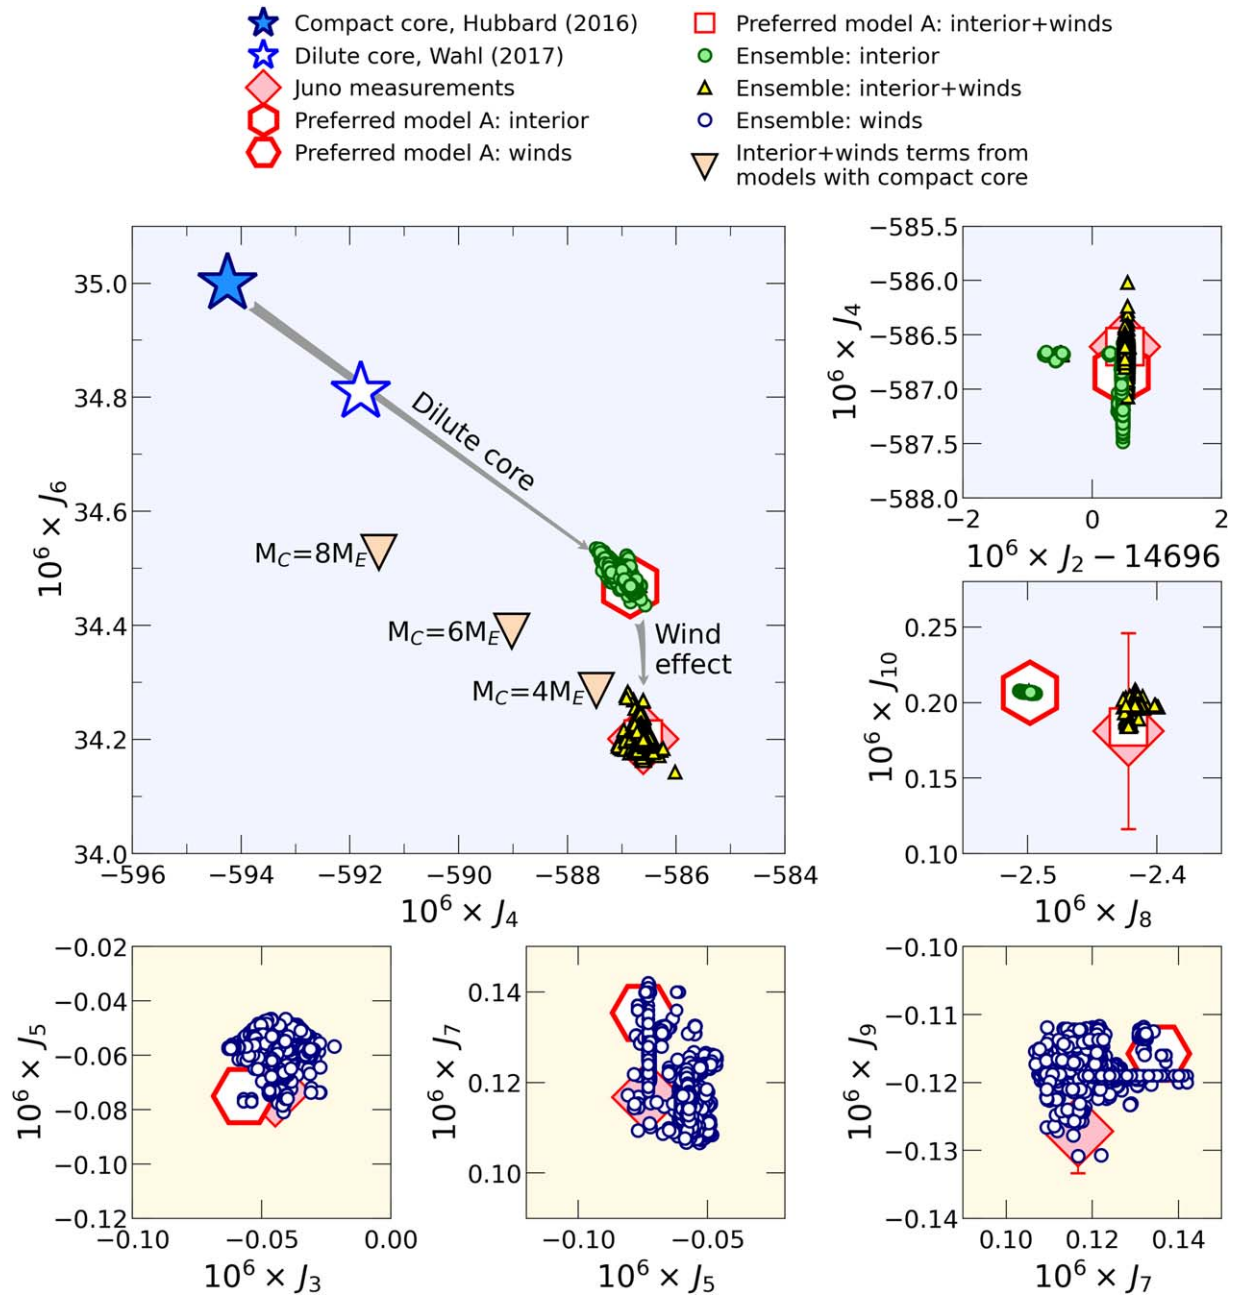 Compact core, Hubbard (2016)
Dilute core, Wahl (2017)
Juno measurements
Preferred model A: interior
Preferred model A: winds
Preferred model A: interior+winds
Ensemble: interior
Ensemble: interior+winds
Ensemble: winds
Interior+winds terms from
models with compact core
10⁶ × J₆
35.0
34.8
34.6
34.4
34.2
34.0
Dilute core
M_C=8M_E
M_C=6M_E
M_C=4M_E
Wind
effect
−596
−594
−592
−590
−588
−586
−584
10⁶ × J₄
10⁶ × J₄
−585.5
−586.0
−586.5
−587.0
−587.5
−588.0
−2
0
2
10⁶ × J₂ − 14696
10⁶ × J₁₀
0.25
0.20
0.15
0.10
−2.5
−2.4
10⁶ × J₈
10⁶ × J₅
−0.02
−0.04
−0.06
−0.08
−0.10
−0.12
−0.10
−0.05
0.00
10⁶ × J₃
10⁶ × J₇
0.14
0.12
0.10
−0.10
−0.05
10⁶ × J₅
10⁶ × J₉
−0.10
−0.11
−0.12
−0.13
−0.14
0.10
0.12
0.14
10⁶ × J₇